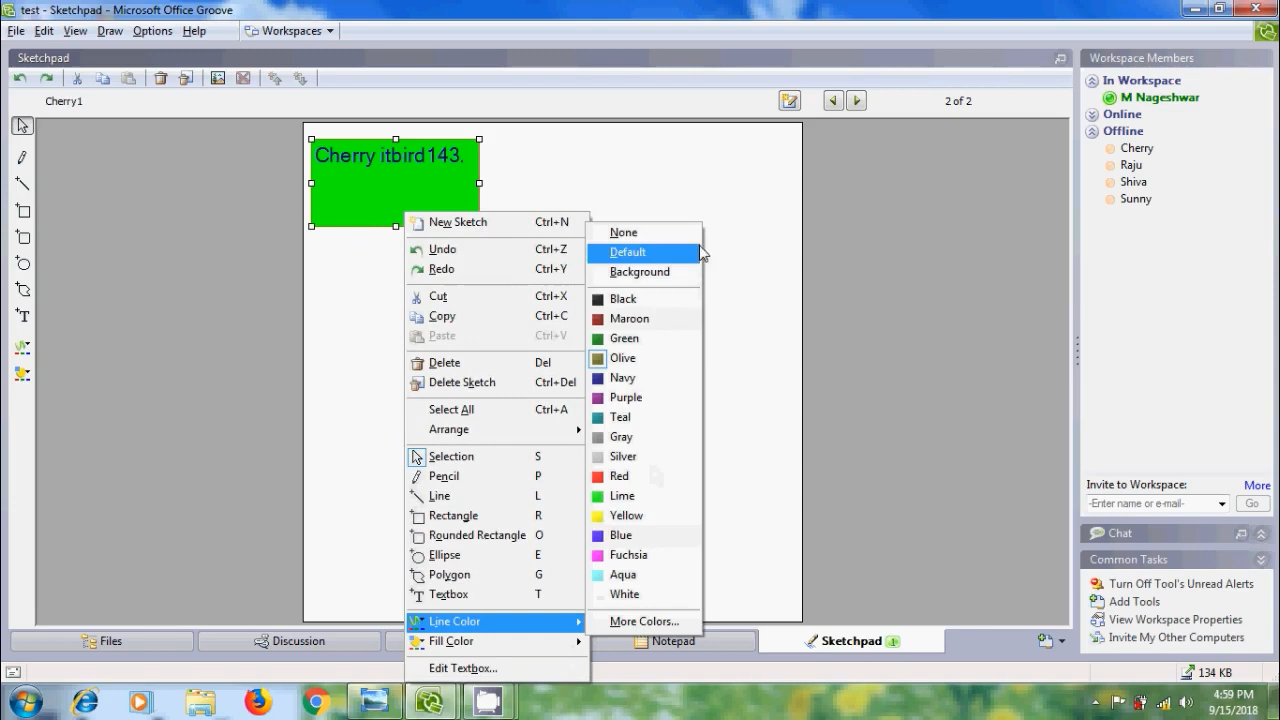 test - Sketchpad - Microsoft Office Groove
File Edit View Draw Options Help Workspaces
Sketchpad
Cherry1
2 of 2
Cherry itbird143.
New Sketch Ctrl+N
Undo Ctrl+Z
Redo Ctrl+Y
Cut Ctrl+X
Copy Ctrl+C
Paste Ctrl+V
Delete Del
Delete Sketch Ctrl+Del
Select All Ctrl+A
Arrange
Selection S
Pencil P
Line L
Rectangle R
Rounded Rectangle O
Ellipse E
Polygon G
Textbox T
Line Color
Fill Color
Edit Textbox...
None
Default
Background
Black
Maroon
Green
Olive
Navy
Purple
Teal
Gray
Silver
Red
Lime
Yellow
Blue
Fuchsia
Aqua
White
More Colors...
Workspace Members
In Workspace
M Nageshwar
Online
Offline
Cherry
Raju
Shiva
Sunny
Invite to Workspace: More
-Enter name or e-mail- Go
Chat
Common Tasks
Turn Off Tool's Unread Alerts
Add Tools
View Workspace Properties
Invite My Other Computers
Files Discussion Notepad Sketchpad 1
134 KB
4:59 PM
9/15/2018